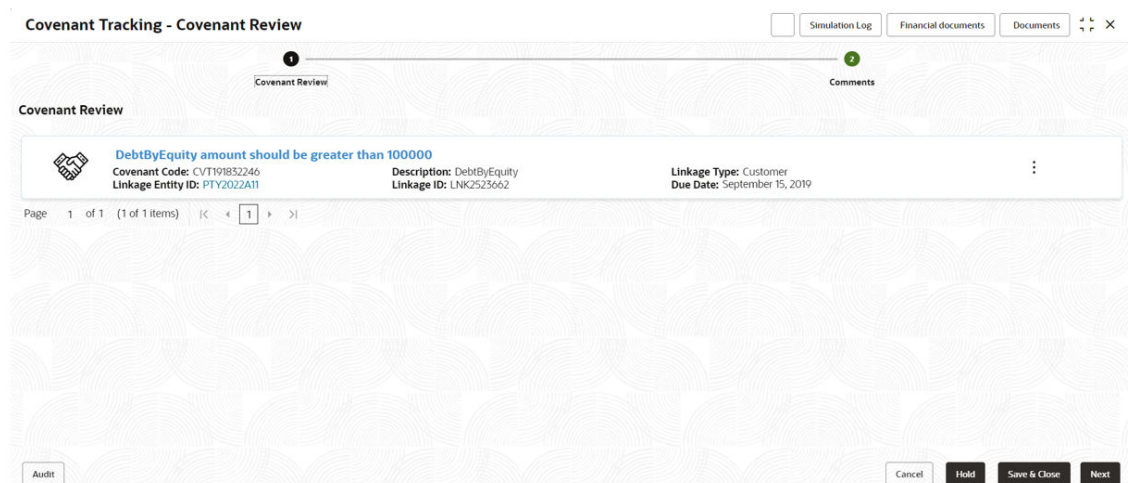 Covenant Tracking - Covenant Review
Simulation Log
Financial documents
Documents
1
2
Covenant Review
Comments
Covenant Review
DebtByEquity amount should be greater than 100000
Covenant Code: CVT191832246 Description: DebtByEquity Linkage Type: Customer
Linkage Entity ID: PTY2022A11 Linkage ID: LNK2523662 Due Date: September 15, 2019
Page 1 of 1 (1 of 1 items) 1
Audit
Cancel
Hold
Save & Close
Next